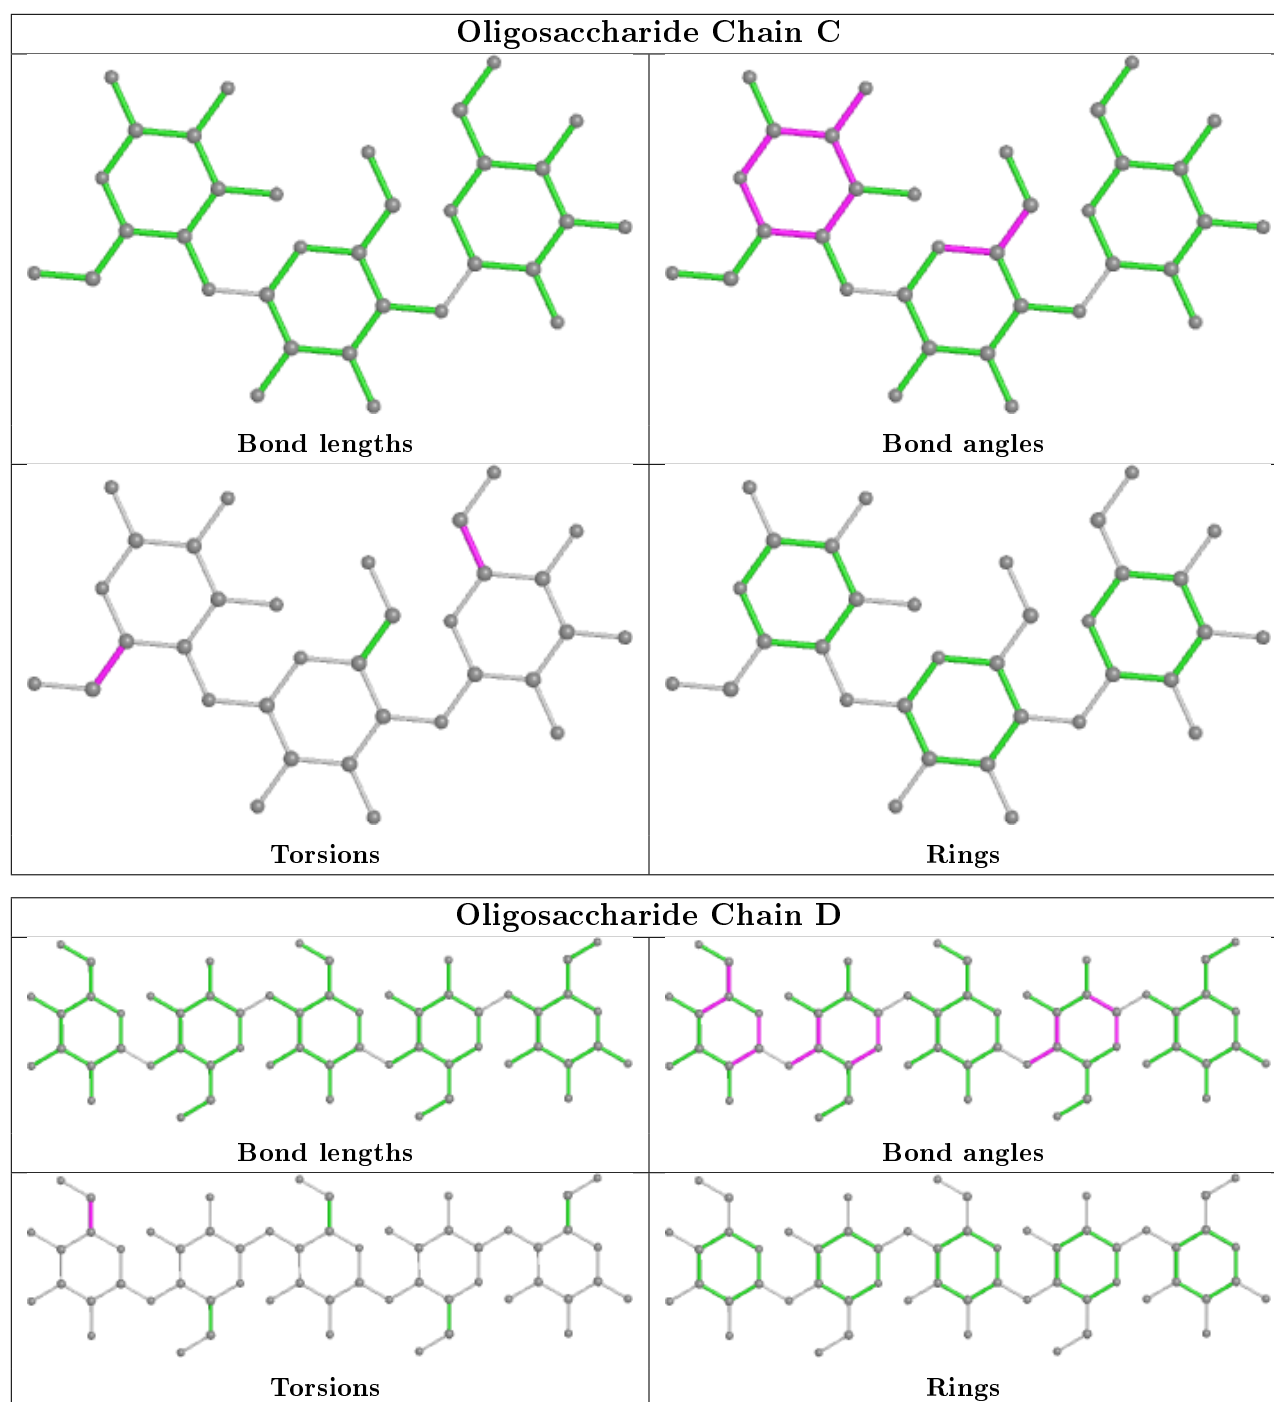 Oligosaccharide Chain C
Bond lengths
Bond angles
Torsions
Rings
Oligosaccharide Chain D
Bond lengths
Bond angles
Torsions
Rings